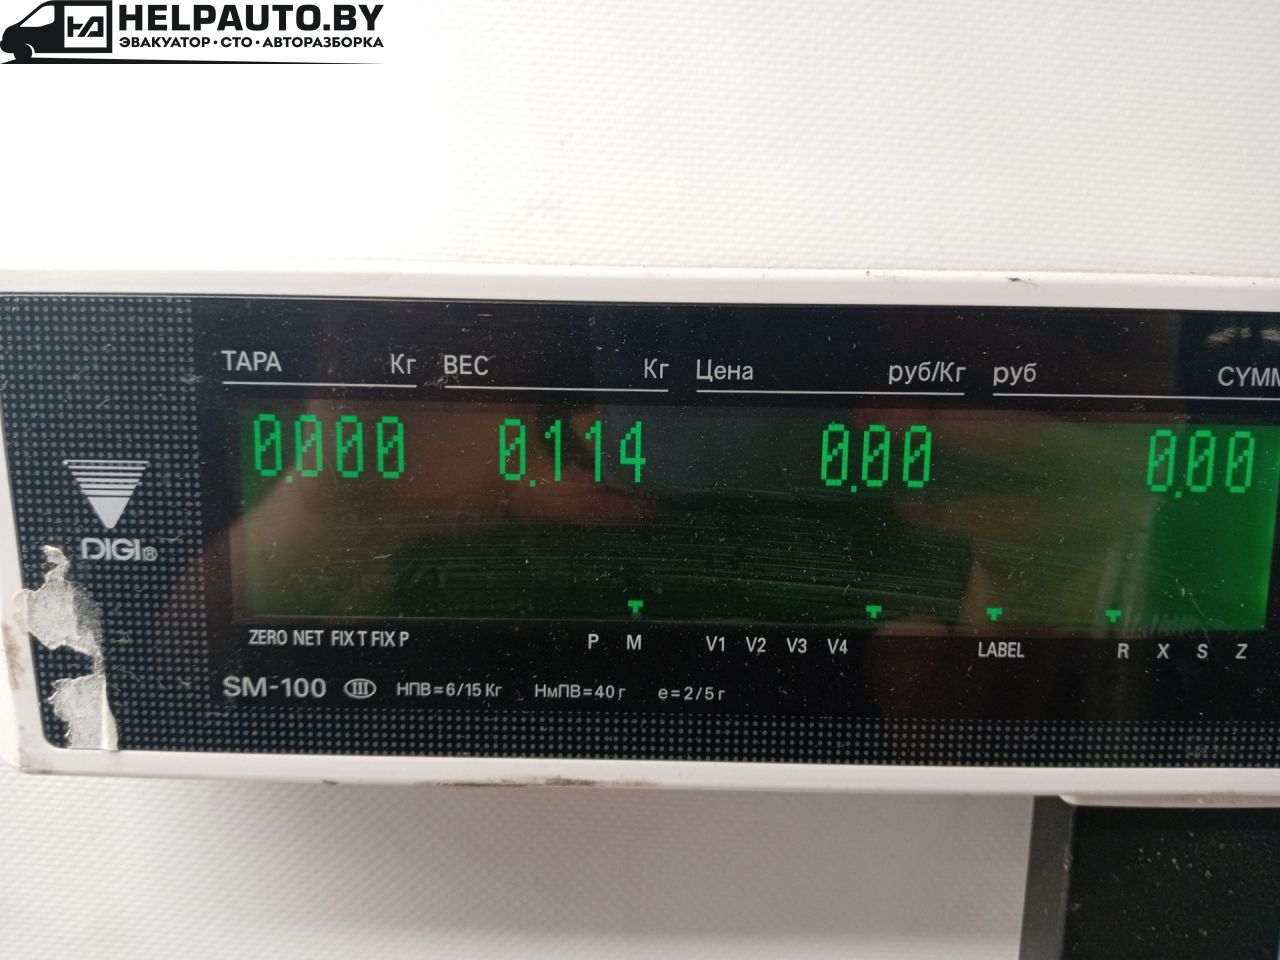 HELPAUTO.BY
ЭВАКУАТОР • СТО • АВТОРАЗБОРКА
ТАРА Кг ВЕС Кг Цена руб/Кг руб СУММ
0.000 0.114 0.00 0.00
DIGI®
ZERO NET FIX T FIX P P M V1 V2 V3 V4 LABEL R X S Z
SM-100 III НПВ=6/15 Кг НмПВ=40 г e=2/5 г